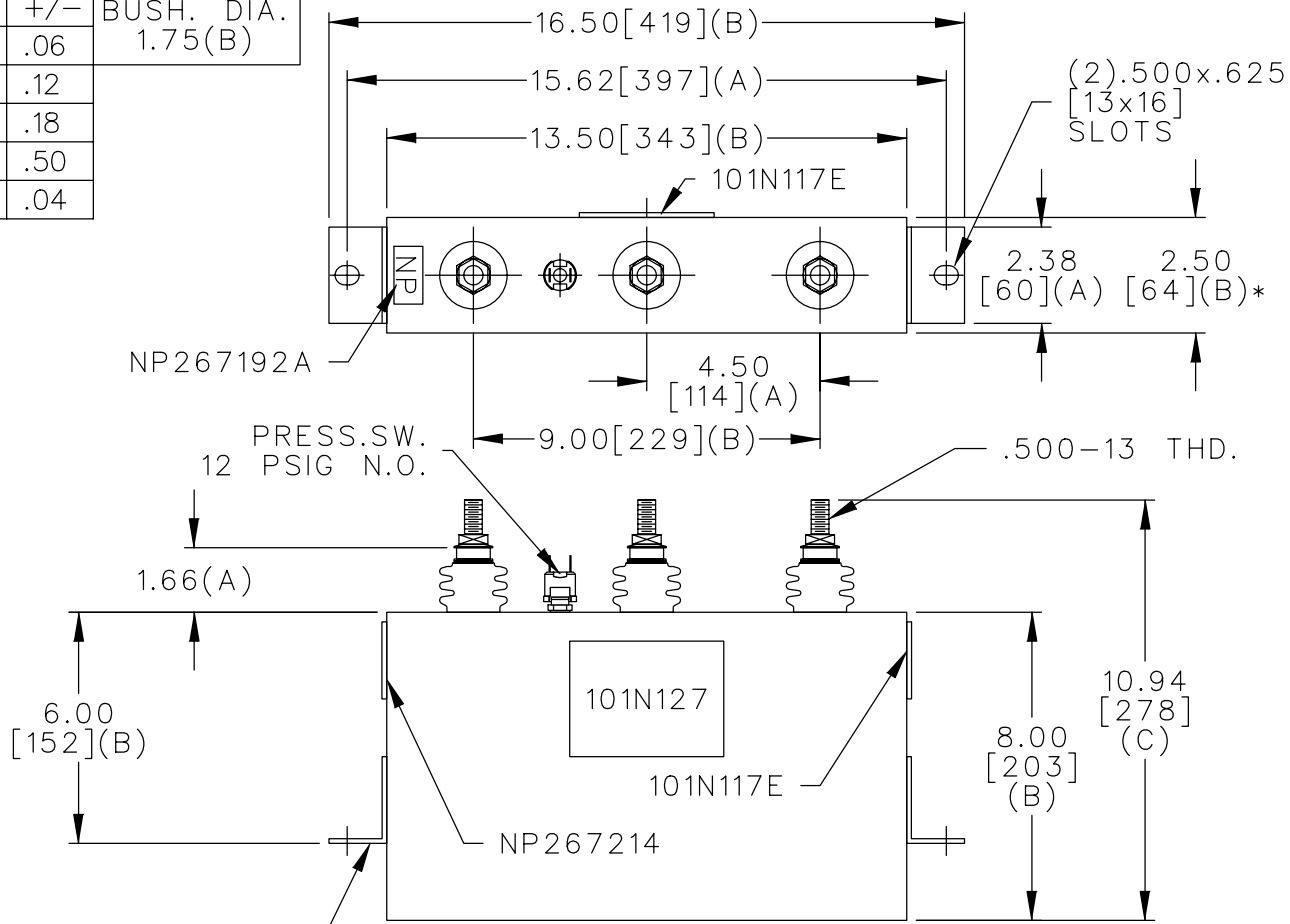 +/− BUSH. DIA.
.06 1.75(B)
.12
.18
.50
.04
16.50[419](B)
15.62[397](A)
13.50[343](B)
(2).500x.625
[13x16]
SLOTS
101N117E
NP
2.38
[60](A)
2.50
[64](B)*
NP267192A
4.50
[114](A)
9.00[229](B)
PRESS.SW.
12 PSIG N.O.
.500−13 THD.
1.66(A)
6.00
[152](B)
101N127
10.94
[278]
(C)
8.00
[203]
(B)
101N117E
NP267214